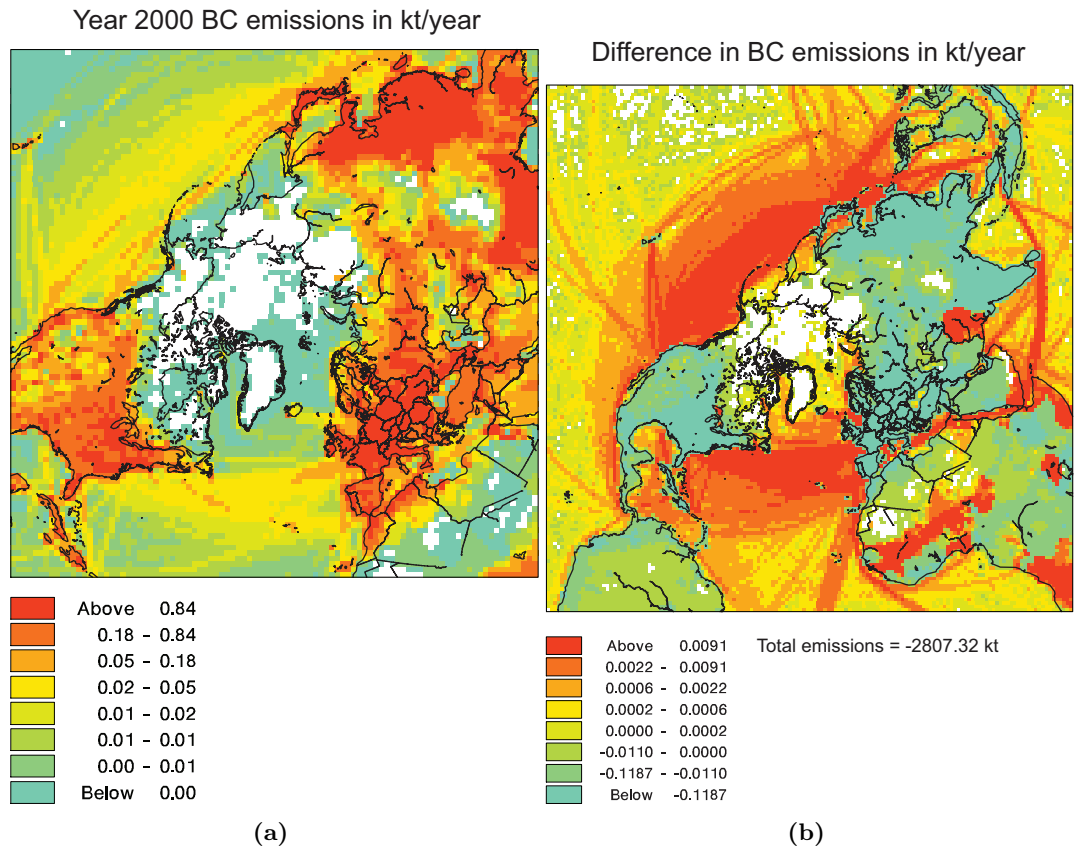 Year 2000 BC emissions in kt/year
Above 0.84
0.18 - 0.84
0.05 - 0.18
0.02 - 0.05
0.01 - 0.02
0.01 - 0.01
0.00 - 0.01
Below 0.00
(a)
Difference in BC emissions in kt/year
Above 0.0091
0.0022 - 0.0091
0.0006 - 0.0022
0.0002 - 0.0006
0.0000 - 0.0002
-0.0110 - 0.0000
-0.1187 - -0.0110
Below -0.1187
Total emissions = -2807.32 kt
(b)